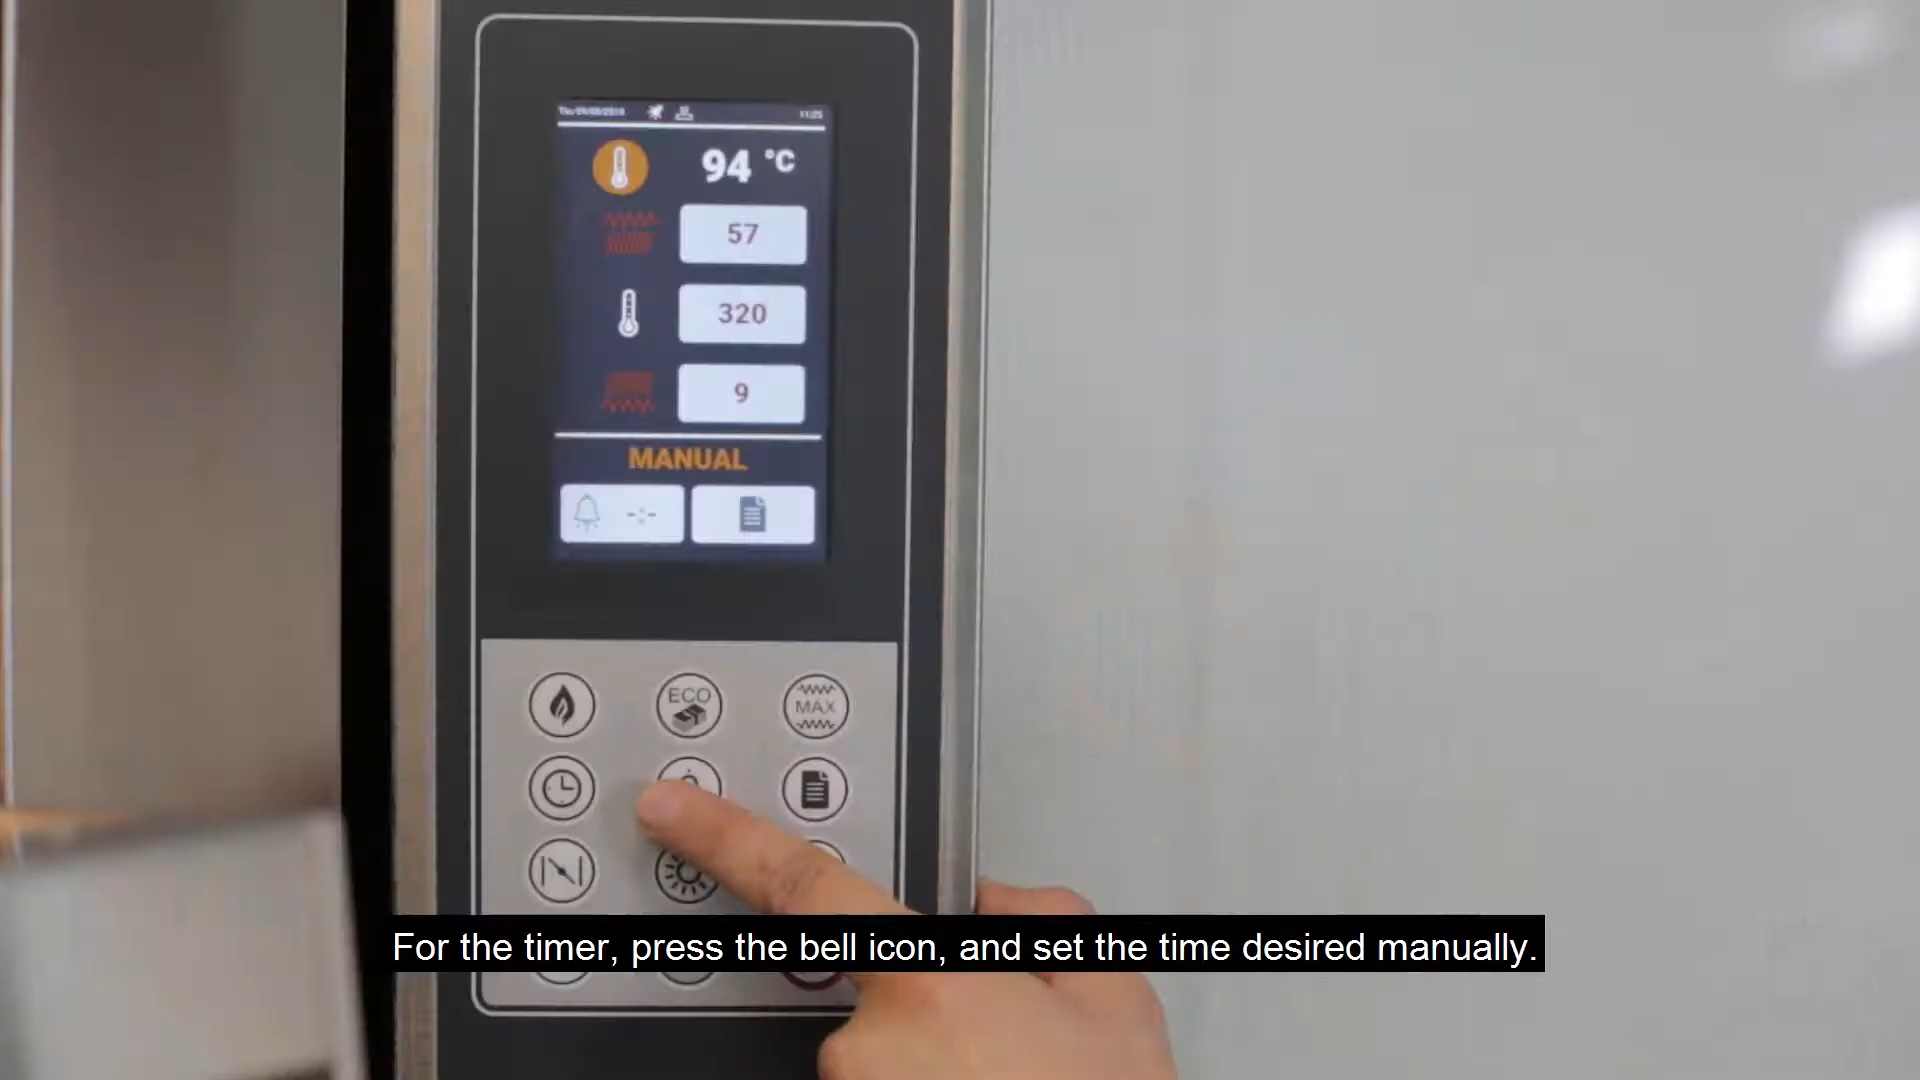 94 °C
57
320
9
MANUAL
ECO
MAX
For the timer, press the bell icon, and set the time desired manually.